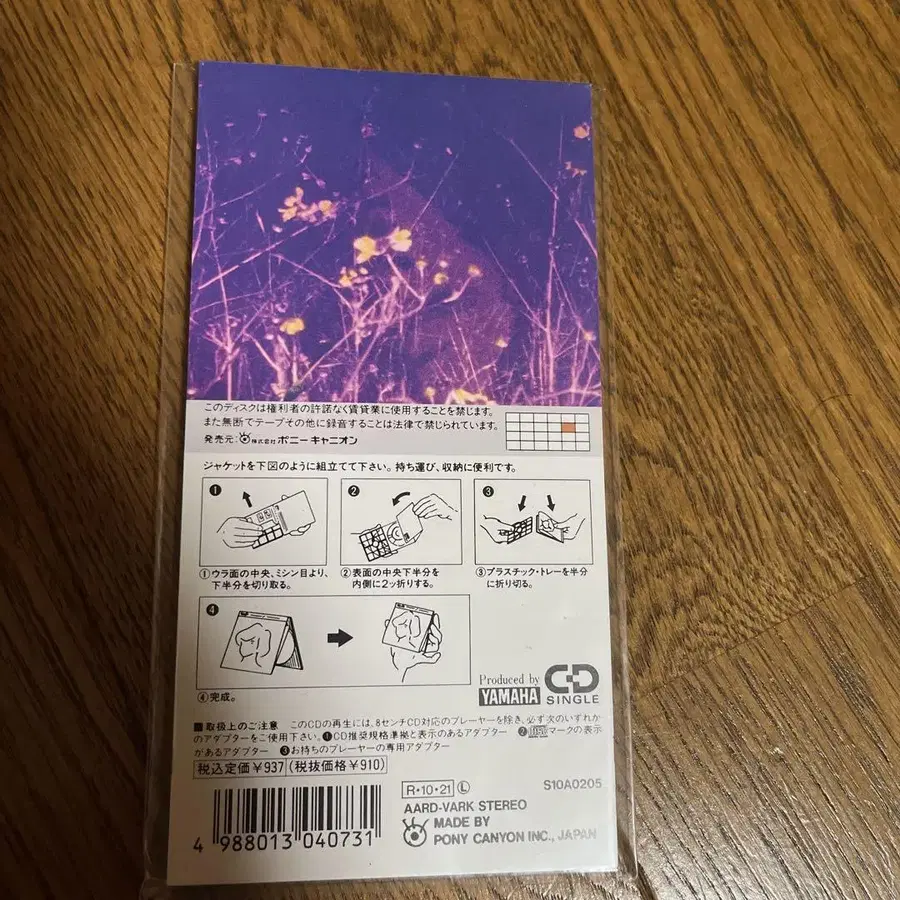 このディスクは権利者の許諾なく賃貸業に使用することを禁じます。
また無断でテープその他に録音することは法律で禁じられています。
発売元:株式会社ポニーキャニオン
ジャケットを下図のように組立てて下さい。持ち運び、収納に便利です。
❶
❷
❸
①ウラ面の中央、ミシン目より、
下半分を切り取る。
②表面の中央下半分を
内側に2ッ折りする。
③プラスチック・トレーを半分
に折り切る。
❹
④完成。
Produced by
YAMAHA
CD
SINGLE
■取扱上のご注意 このCDの再生には、8センチCD対応のプレーヤーを除き、必ず次のいずれか
のアダプターをご使用下さい。❶CD推奨規格準拠と表示のあるアダプター ❷マークの表示
があるアダプター ❸お持ちのプレーヤーの専用アダプター
税込定価¥937(税抜価格¥910)
R・10・21 Ⓛ
S10A0205
AARD-VARK STEREO
MADE BY
PONY CANYON INC., JAPAN
4 988013 040731